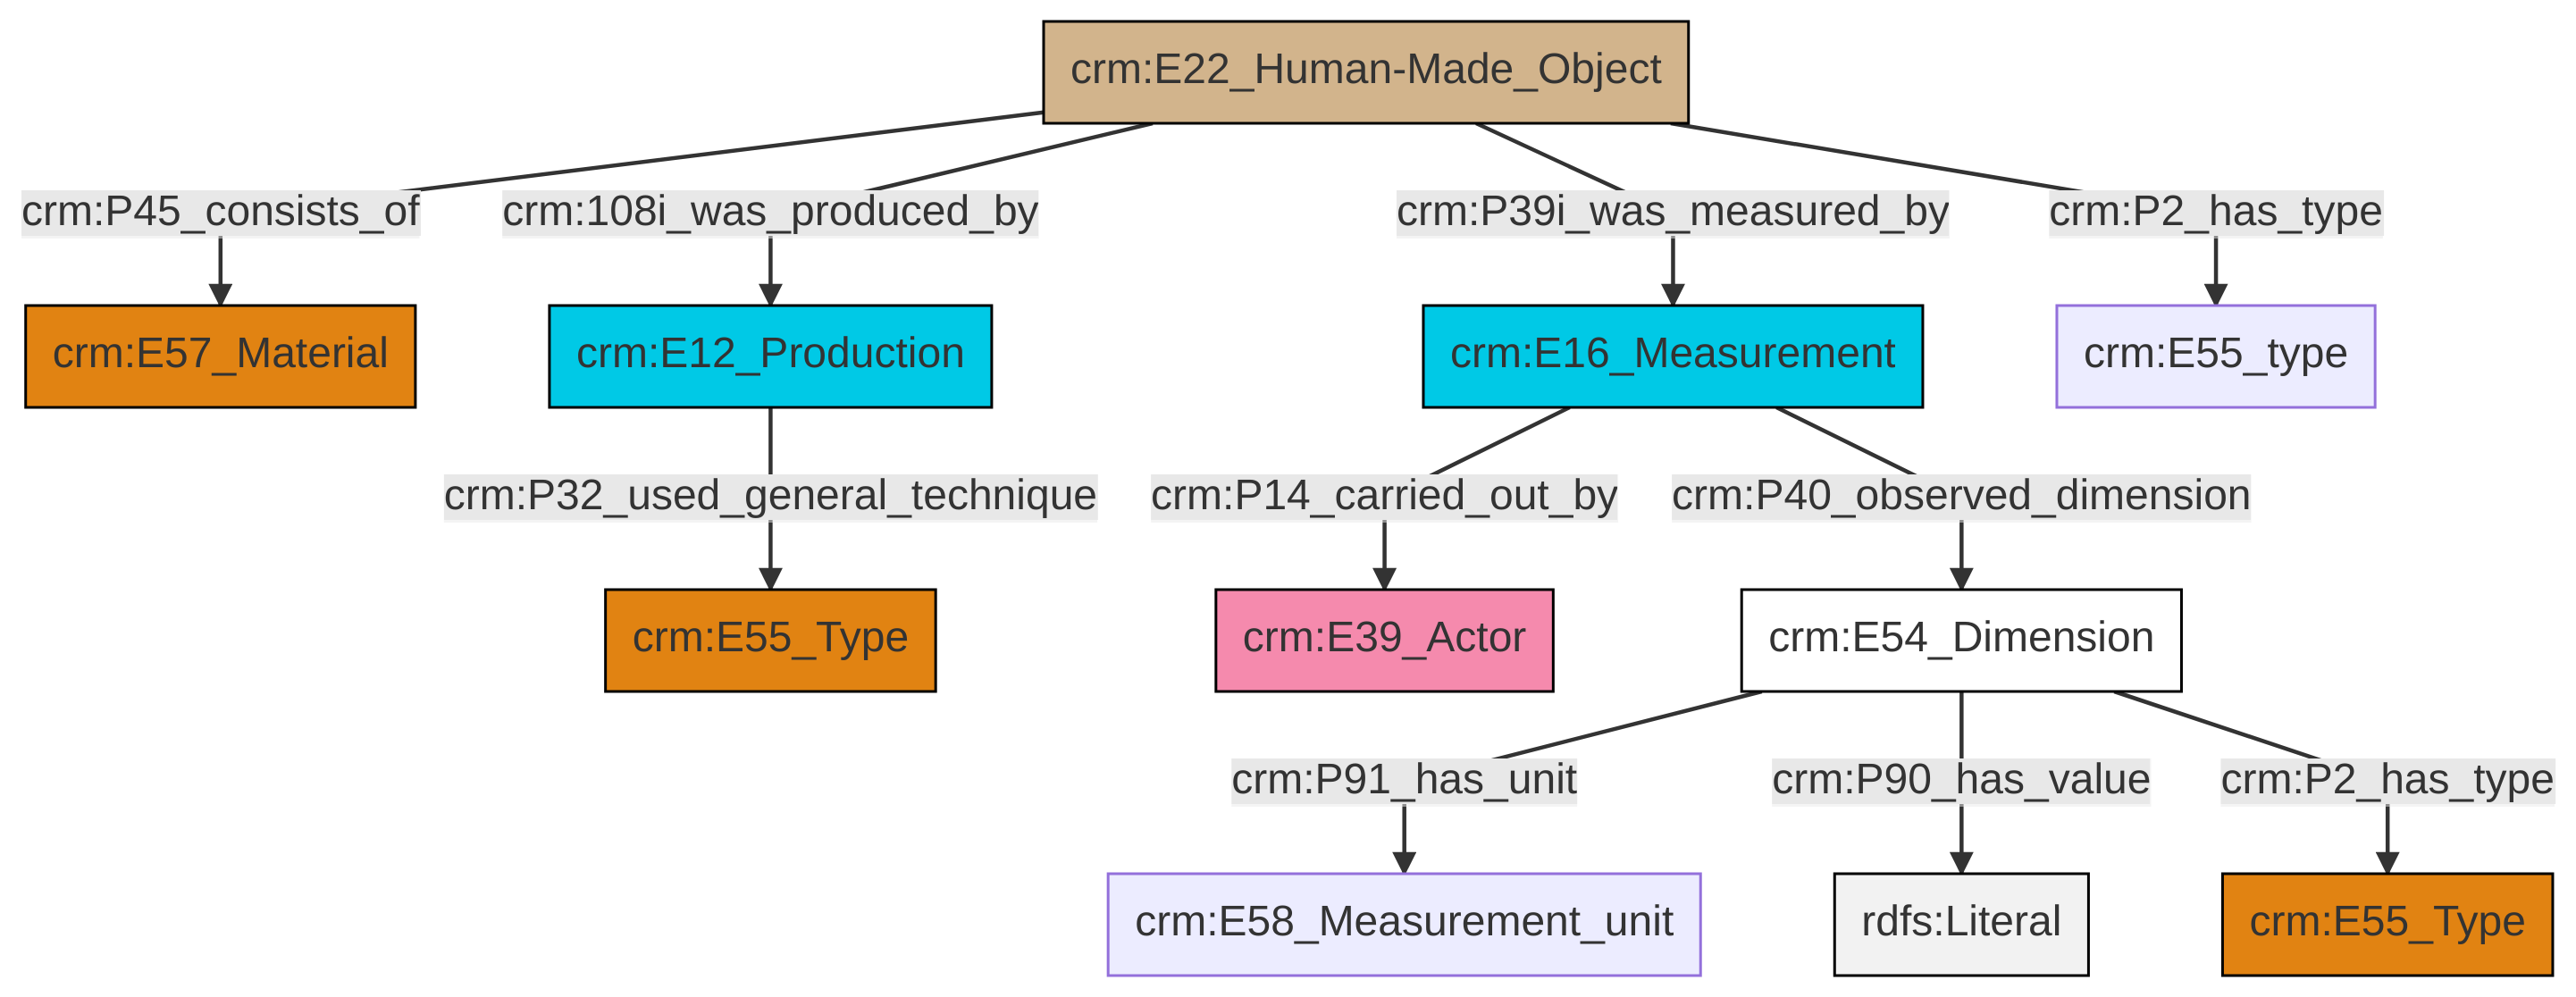 crm:E22_Human-Made_Object
crm:P45_consists_of
crm:108i_was_produced_by
crm:P39i_was_measured_by
crm:P2_has_type
crm:E57_Material
crm:E12_Production
crm:E16_Measurement
crm:E55_type
crm:P32_used_general_technique
crm:P14_carried_out_by
crm:P40_observed_dimension
crm:E55_Type
crm:E39_Actor
crm:E54_Dimension
crm:P91_has_unit
crm:P90_has_value
crm:P2_has_type
crm:E58_Measurement_unit
rdfs:Literal
crm:E55_Type